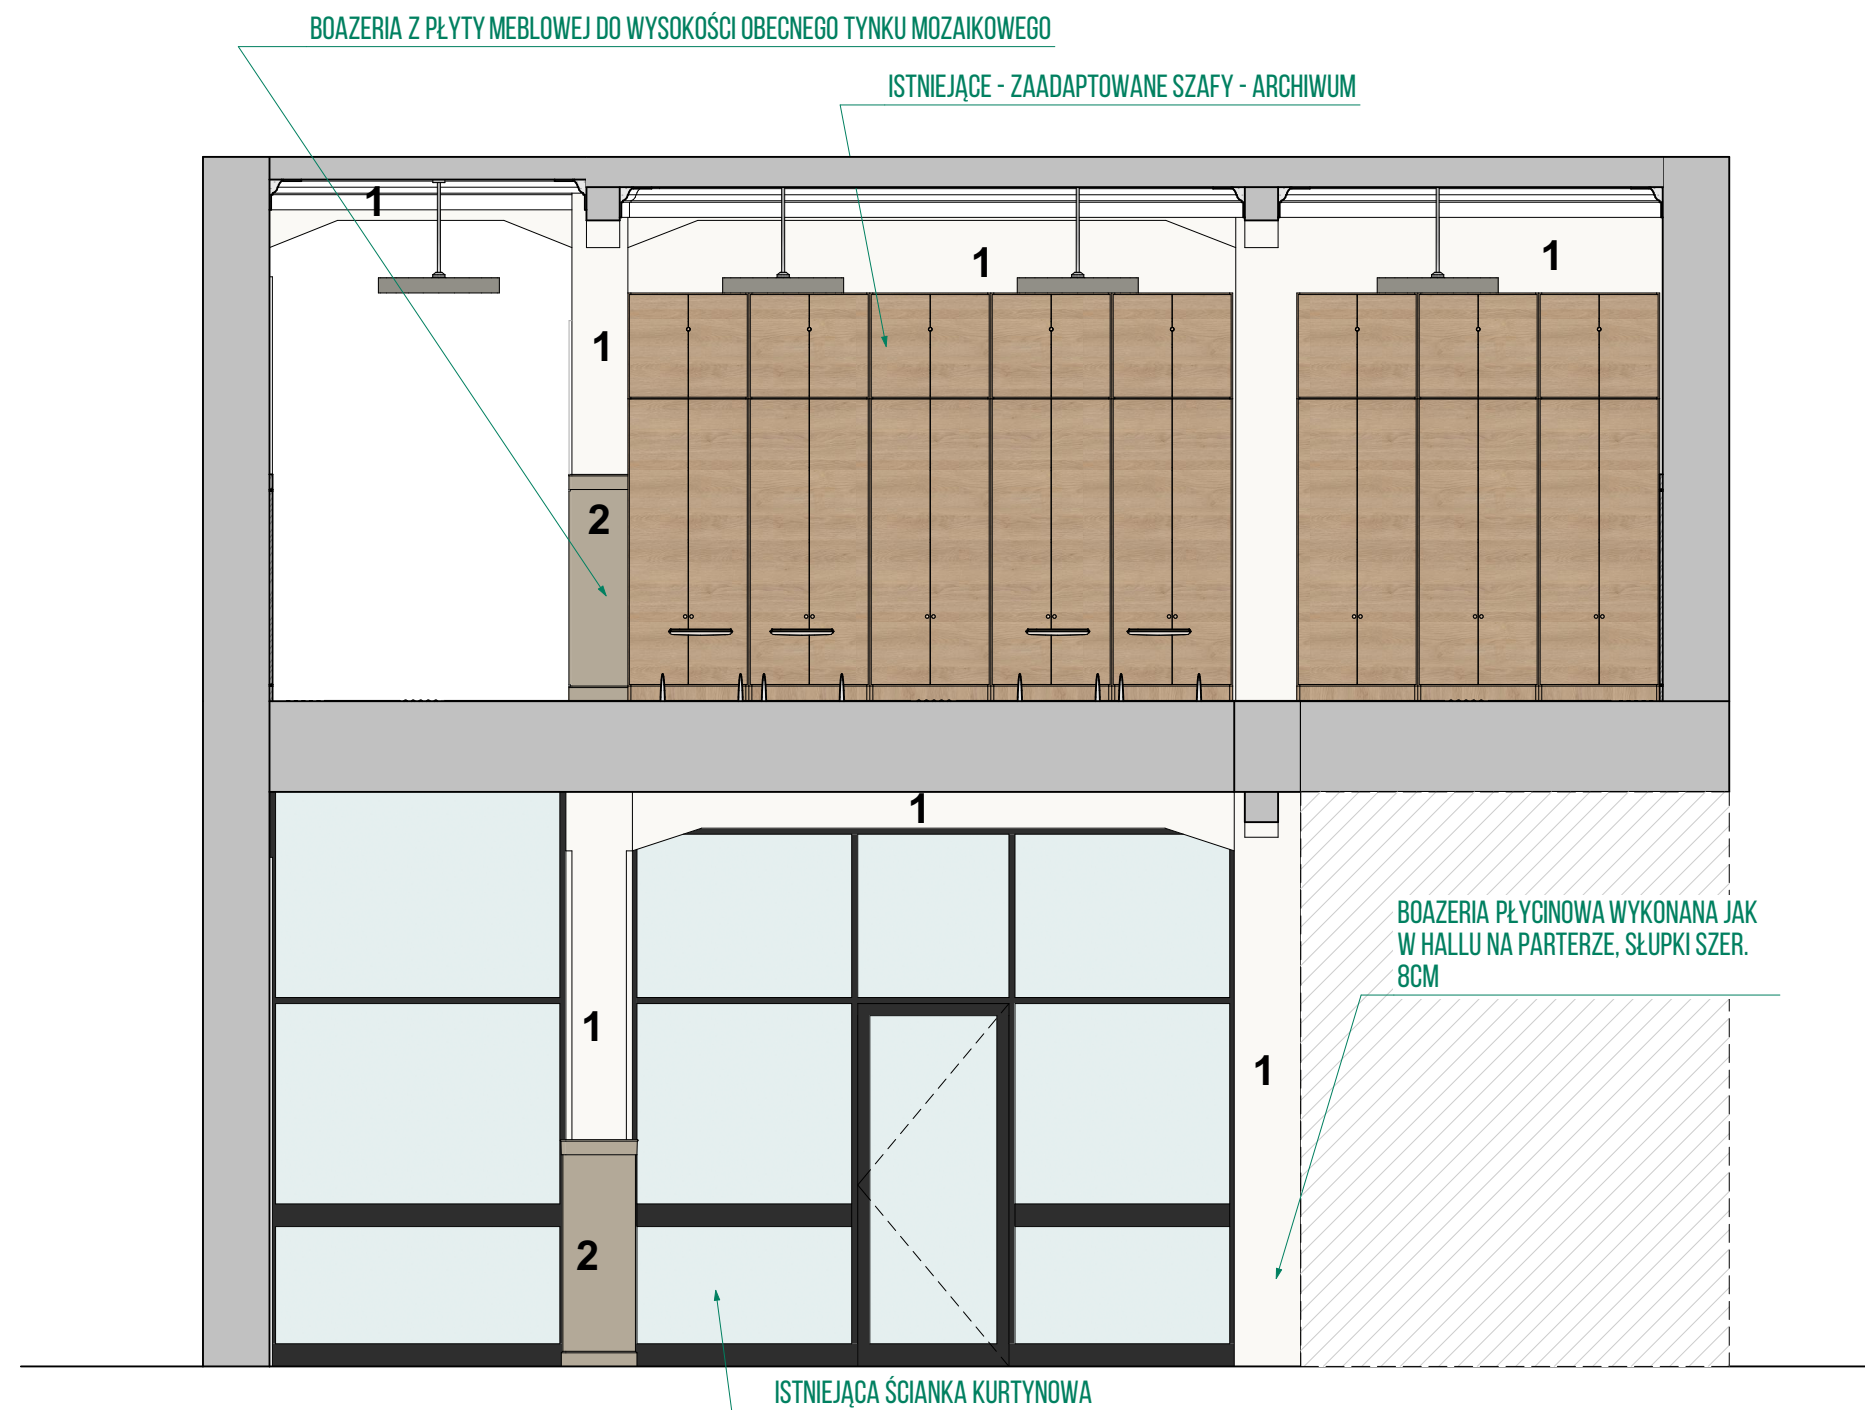 BOAZERIA Z PŁYTY MEBLOWEJ DO WYSOKOŚCI OBECNEGO TYNKU MOZAIKOWEGO
ISTNIEJĄCE - ZAADAPTOWANE SZAFY - ARCHIWUM
1
1
1
1
2
1
BOAZERIA PŁYCINOWA WYKONANA JAK
W HALLU NA PARTERZE, SŁUPKI SZER.
8CM
1
1
2
ISTNIEJĄCA ŚCIANKA KURTYNOWA